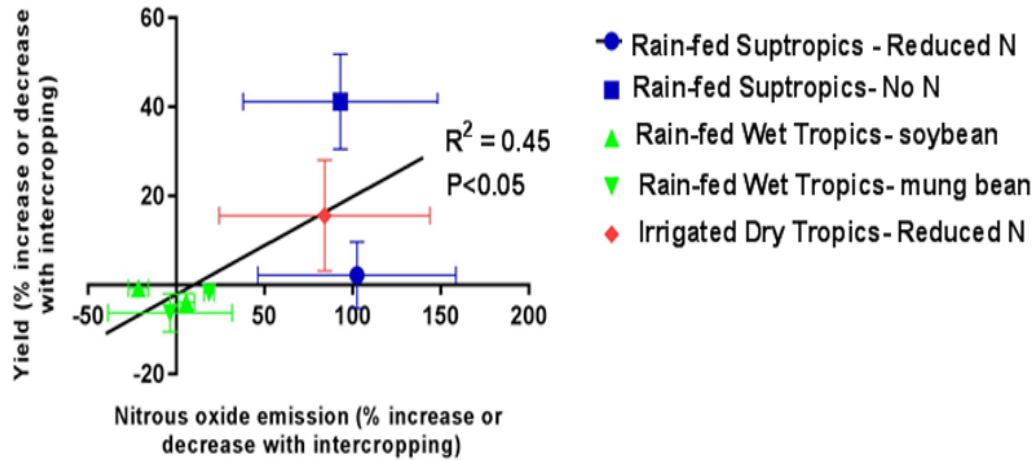 Yield (% increase or decrease
with intercropping)
60
40
20
-20
-50
50
100
150
200
R² = 0.45
P<0.05
Nitrous oxide emission (% increase or
decrease with intercropping)
Rain-fed Suptropics - Reduced N
Rain-fed Suptropics- No N
Rain-fed Wet Tropics- soybean
Rain-fed Wet Tropics- mung bean
Irrigated Dry Tropics- Reduced N